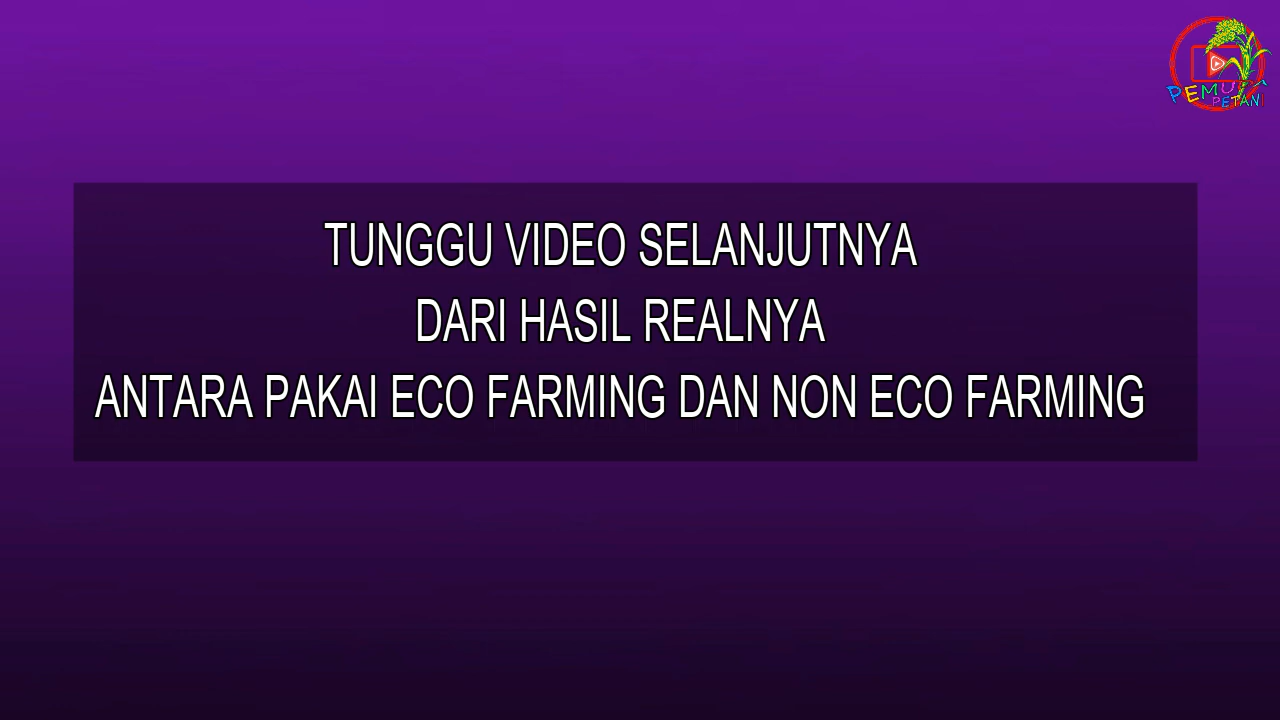 PEMUDA
PETANI
TUNGGU VIDEO SELANJUTNYA
DARI HASIL REALNYA
ANTARA PAKAI ECO FARMING DAN NON ECO FARMING